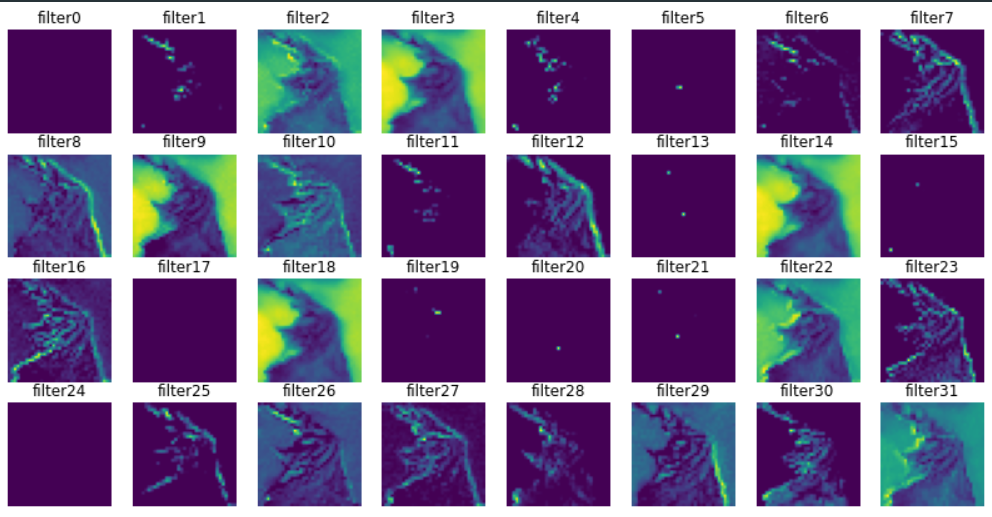 filter0 filter1 filter2 filter3 filter4 filter5 filter6 filter7
filter8 filter9 filter10 filter11 filter12 filter13 filter14 filter15
filter16 filter17 filter18 filter19 filter20 filter21 filter22 filter23
filter24 filter25 filter26 filter27 filter28 filter29 filter30 filter31